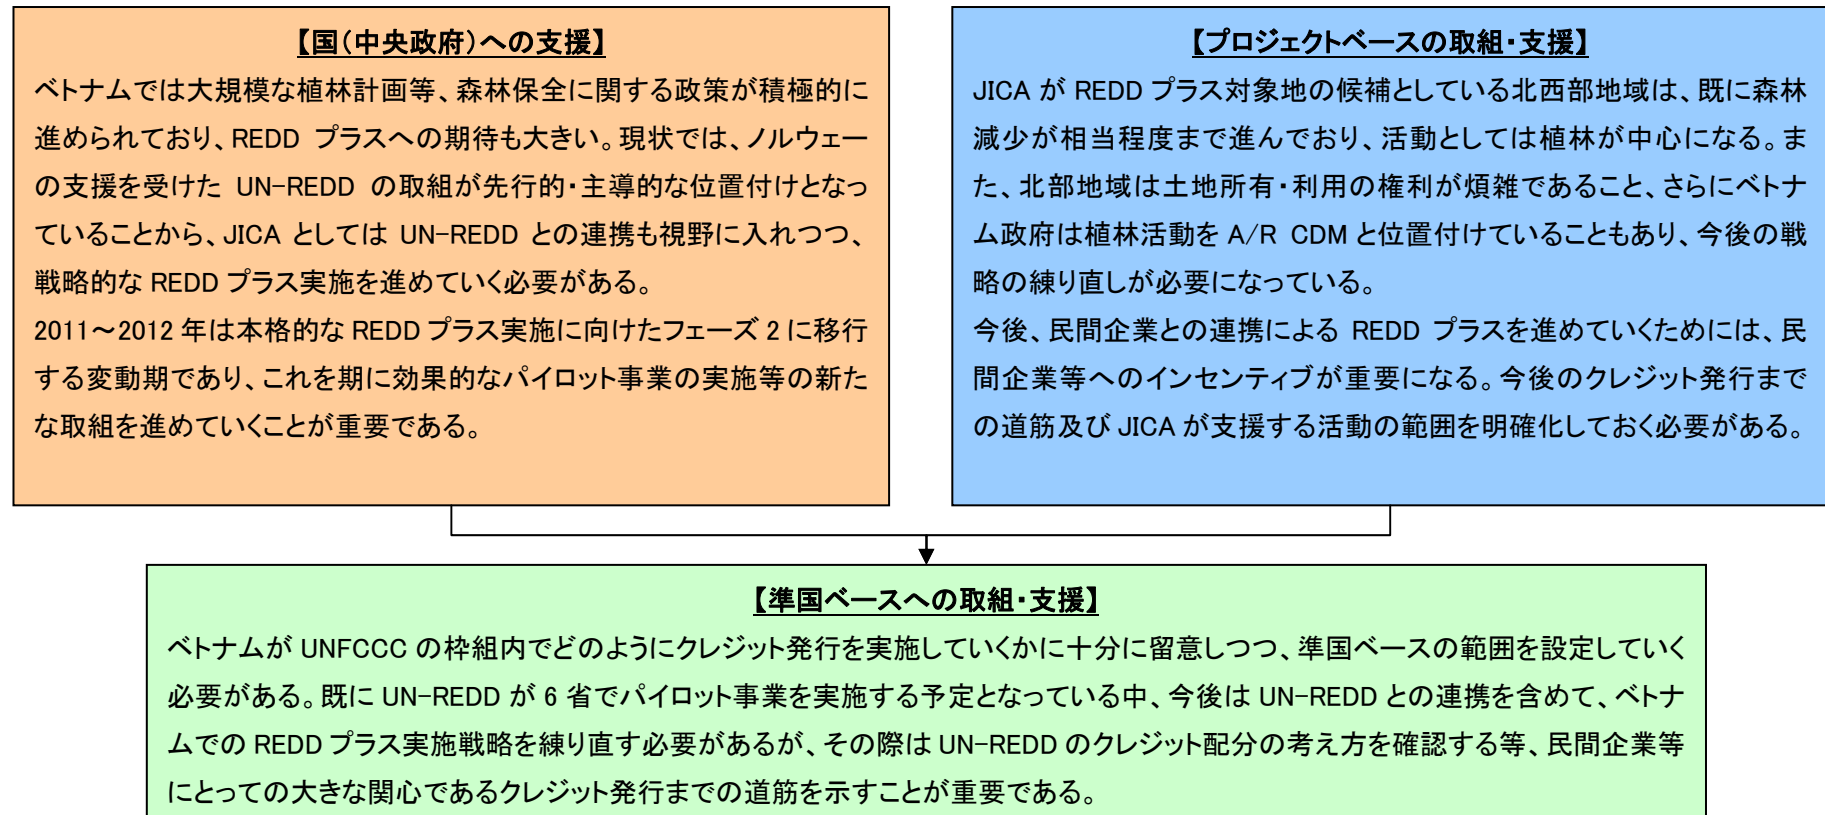 【国（中央政府）への支援】
ベトナムでは大規模な植林計画等、森林保全に関する政策が積極的に
進められており、REDD プラスへの期待も大きい。現状では、ノルウェー
の支援を受けた UN-REDD の取組が先行的・主導的な位置付けとなっ
ていることから、JICA としては UN-REDD との連携も視野に入れつつ、
戦略的な REDD プラス実施を進めていく必要がある。
2011～2012 年は本格的な REDD プラス実施に向けたフェーズ 2 に移行
する変動期であり、これを期に効果的なパイロット事業の実施等の新た
な取組を進めていくことが重要である。
【プロジェクトベースの取組・支援】
JICA が REDD プラス対象地の候補としている北西部地域は、既に森林
減少が相当程度まで進んでおり、活動としては植林が中心になる。ま
た、北部地域は土地所有・利用の権利が煩雑であること、さらにベトナ
ム政府は植林活動を A/R CDM と位置付けていることもあり、今後の戦
略の練り直しが必要になっている。
今後、民間企業との連携による REDD プラスを進めていくためには、民
間企業等へのインセンティブが重要になる。今後のクレジット発行まで
の道筋及び JICA が支援する活動の範囲を明確化しておく必要がある。
【準国ベースへの取組・支援】
ベトナムが UNFCCC の枠組内でどのようにクレジット発行を実施していくかに十分に留意しつつ、準国ベースの範囲を設定していく
必要がある。既に UN-REDD が 6 省でパイロット事業を実施する予定となっている中、今後は UN-REDD との連携を含めて、ベトナ
ムでの REDD プラス実施戦略を練り直す必要があるが、その際は UN-REDD のクレジット配分の考え方を確認する等、民間企業等
にとっての大きな関心であるクレジット発行までの道筋を示すことが重要である。